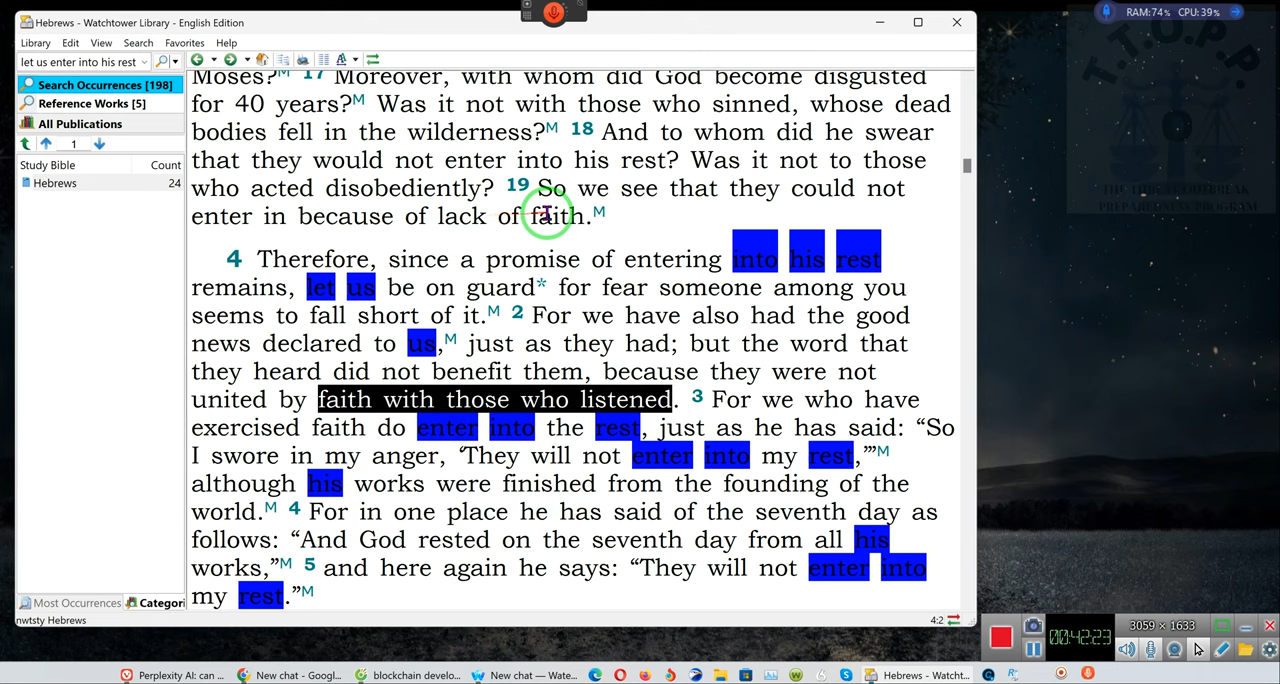 Hebrews - Watchtower Library - English Edition
RAM:74% CPU:39%
Library Edit View Search Favorites Help
let us enter into his rest
Search Occurrences [198]
Reference Works [5]
All Publications
1
Study Bible Count
Hebrews 24
Moses?ᴹ 17 Moreover, with whom did God become disgusted
for 40 years?ᴹ Was it not with those who sinned, whose dead
bodies fell in the wilderness?ᴹ 18 And to whom did he swear
that they would not enter into his rest? Was it not to those
who acted disobediently? 19 So we see that they could not
enter in because of lack of faith.ᴹ
4 Therefore, since a promise of entering into his rest
remains, let us be on guard* for fear someone among you
seems to fall short of it.ᴹ 2 For we have also had the good
news declared to us,ᴹ just as they had; but the word that
they heard did not benefit them, because they were not
united by faith with those who listened. 3 For we who have
exercised faith do enter into the rest, just as he has said: “So
I swore in my anger, ‘They will not enter into my rest,’”ᴹ
although his works were finished from the founding of the
world.ᴹ 4 For in one place he has said of the seventh day as
follows: “And God rested on the seventh day from all his
works,”ᴹ 5 and here again he says: “They will not enter into
my rest.”ᴹ
Most Occurrences Categori
nwtsty Hebrews 4:2
T.O.P.P.
PREPAREDNESS PROGRAM
3059 × 1633
00:42:23
Perplexity AI: can ... New chat - Googl... blockchain develo... New chat — Wate... Hebrews - Watcht...